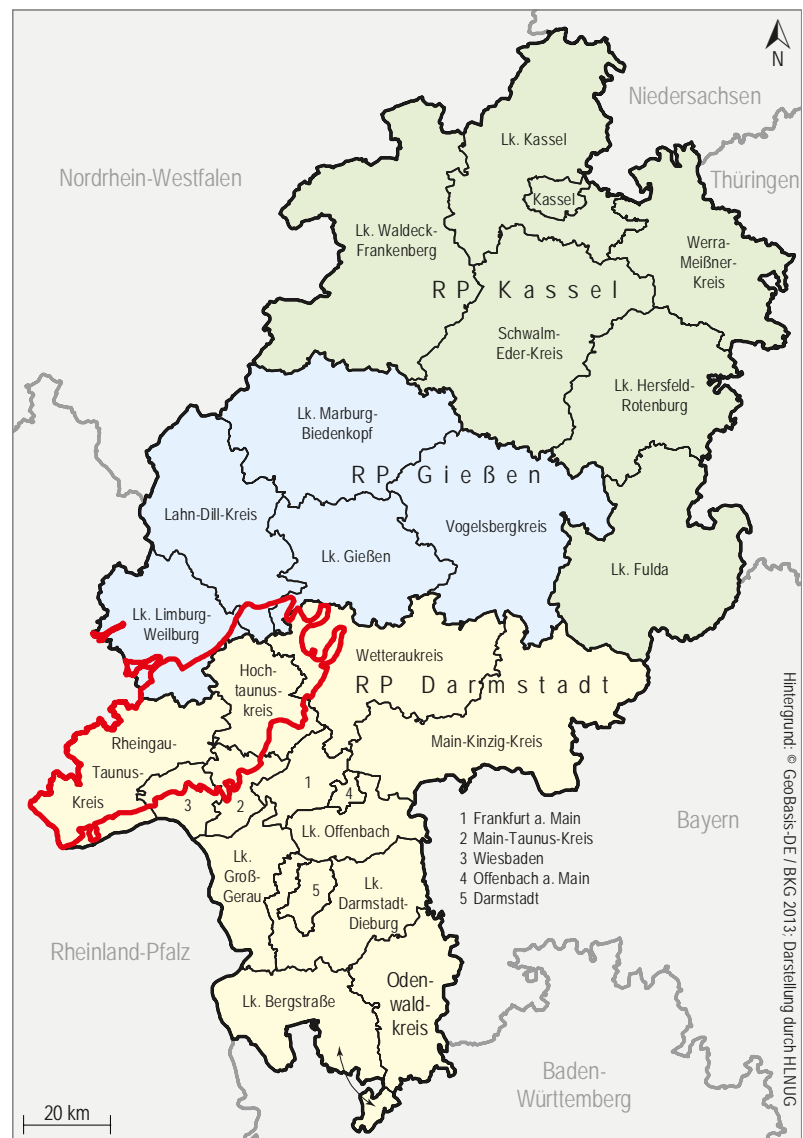 N
Niedersachsen
Nordrhein-Westfalen
Thüringen
Lk. Kassel
Kassel
Lk. Waldeck-
Frankenberg
Werra-
Meißner-
Kreis
RP Kassel
Schwalm-
Eder-Kreis
Lk. Hersfeld-
Rotenburg
Lk. Marburg-
Biedenkopf
RP Gießen
Lahn-Dill-Kreis
Vogelsbergkreis
Lk. Gießen
Lk. Fulda
Lk. Limburg-
Weilburg
Wetteraukreis
Hoch-
taunus-
kreis
RP Darmstadt
Rheingau-
Taunus-
Kreis
Main-Kinzig-Kreis
1
4
3
2
Lk. Offenbach
1 Frankfurt a. Main
2 Main-Taunus-Kreis
3 Wiesbaden
4 Offenbach a. Main
5 Darmstadt
Bayern
Lk.
Groß-
Gerau
5
Lk.
Darmstadt-
Dieburg
Rheinland-Pfalz
Oden-
wald-
kreis
Lk. Bergstraße
Baden-
Württemberg
20 km
Hintergrund: © GeoBasis-DE / BKG 2013; Darstellung durch HLNUG